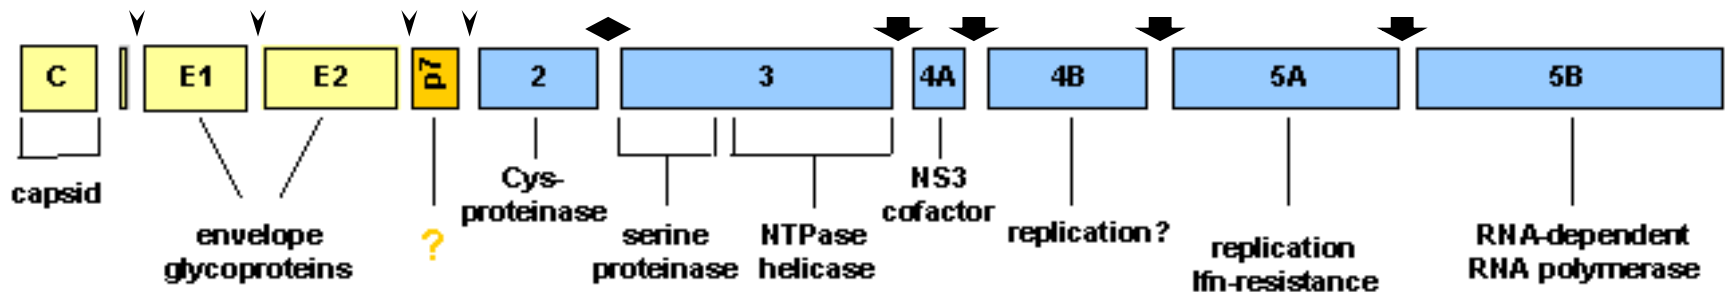 C
E1
E2
p7
2
3
4A
4B
5A
5B
capsid
envelope
glycoproteins
?
Cys-
proteinase
serine
proteinase
NTPase
helicase
NS3
cofactor
replication?
replication
Ifn-resistance
RNA-dependent
RNA polymerase